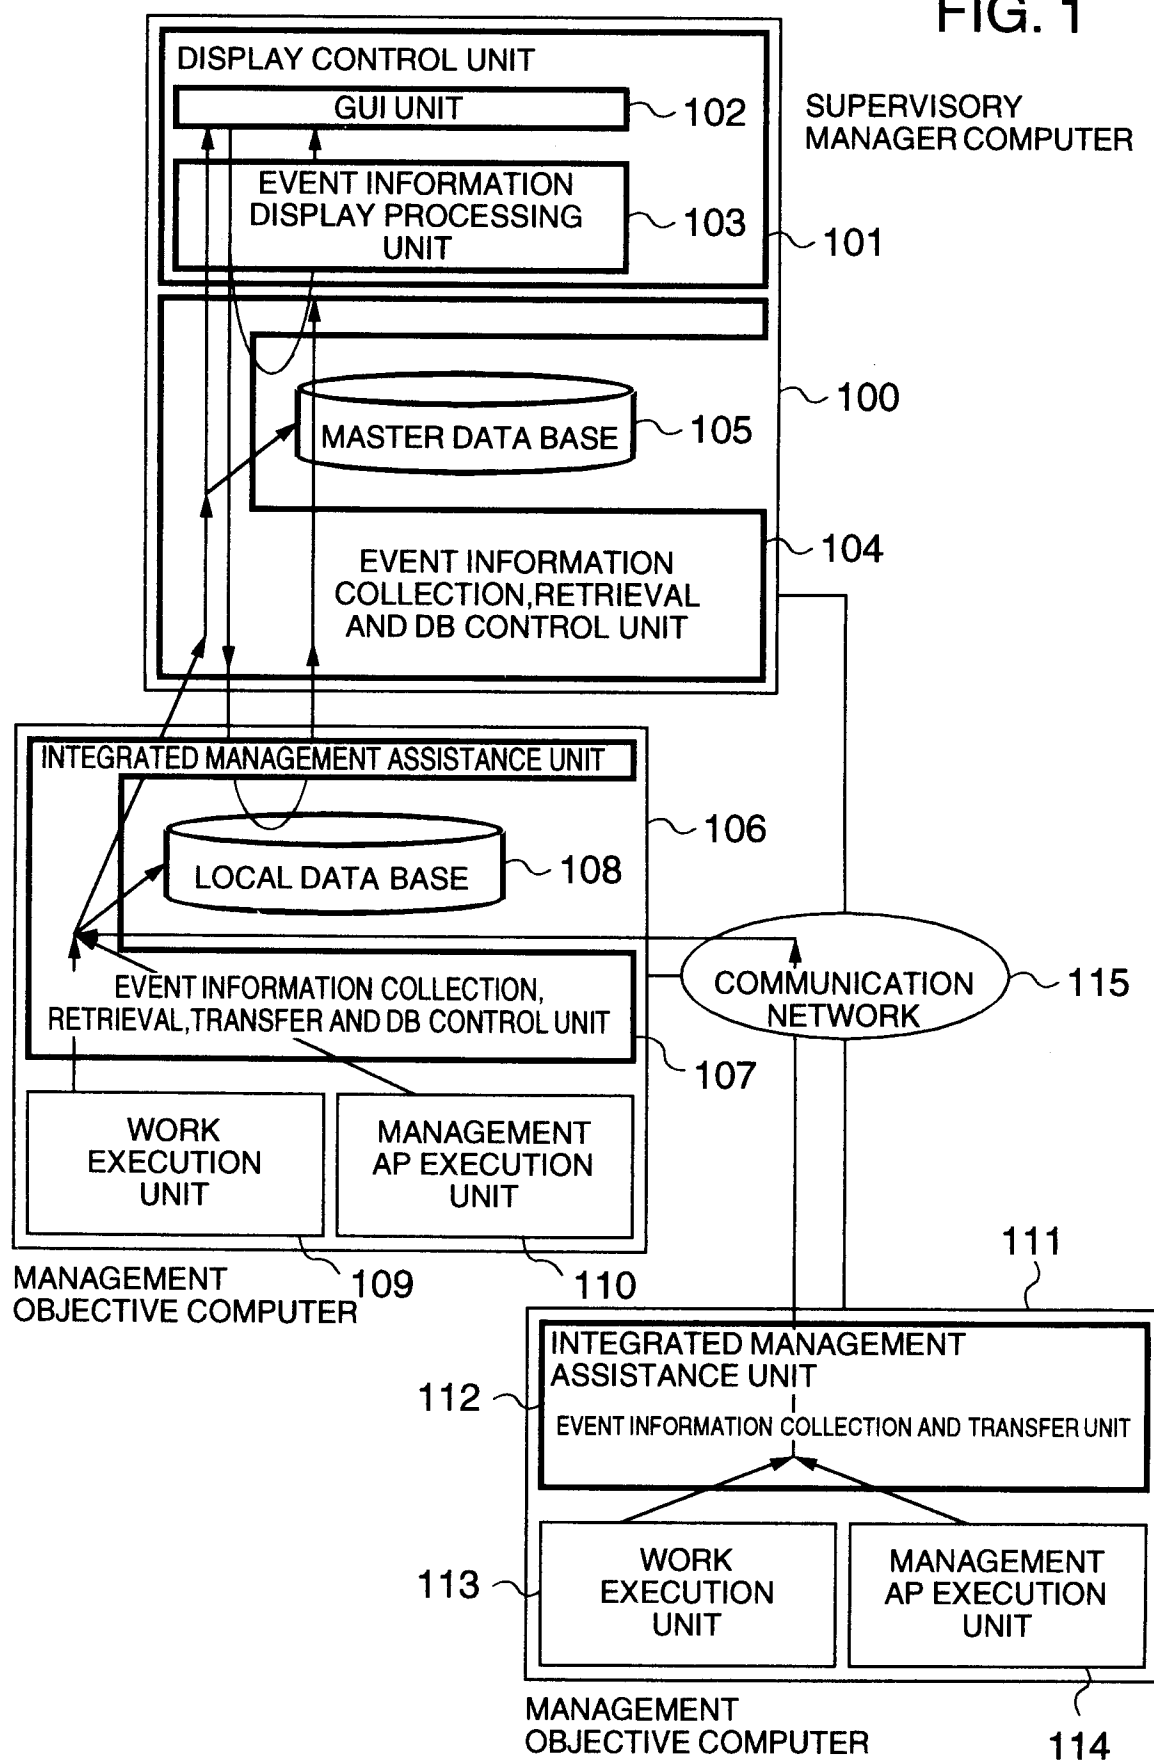 FIG. 1
DISPLAY CONTROL UNIT
GUI UNIT
102
SUPERVISORY
MANAGER COMPUTER
EVENT INFORMATION
DISPLAY PROCESSING
UNIT
103
101
100
MASTER DATA BASE
105
104
EVENT INFORMATION
COLLECTION,RETRIEVAL
AND DB CONTROL UNIT
INTEGRATED MANAGEMENT ASSISTANCE UNIT
106
LOCAL DATA BASE
108
EVENT INFORMATION COLLECTION,
RETRIEVAL,TRANSFER AND DB CONTROL UNIT
COMMUNICATION
NETWORK
115
107
WORK
EXECUTION
UNIT
MANAGEMENT
AP EXECUTION
UNIT
109
110
MANAGEMENT
OBJECTIVE COMPUTER
111
INTEGRATED MANAGEMENT
ASSISTANCE UNIT
112
EVENT INFORMATION COLLECTION AND TRANSFER UNIT
113
WORK
EXECUTION
UNIT
MANAGEMENT
AP EXECUTION
UNIT
MANAGEMENT
OBJECTIVE COMPUTER
114